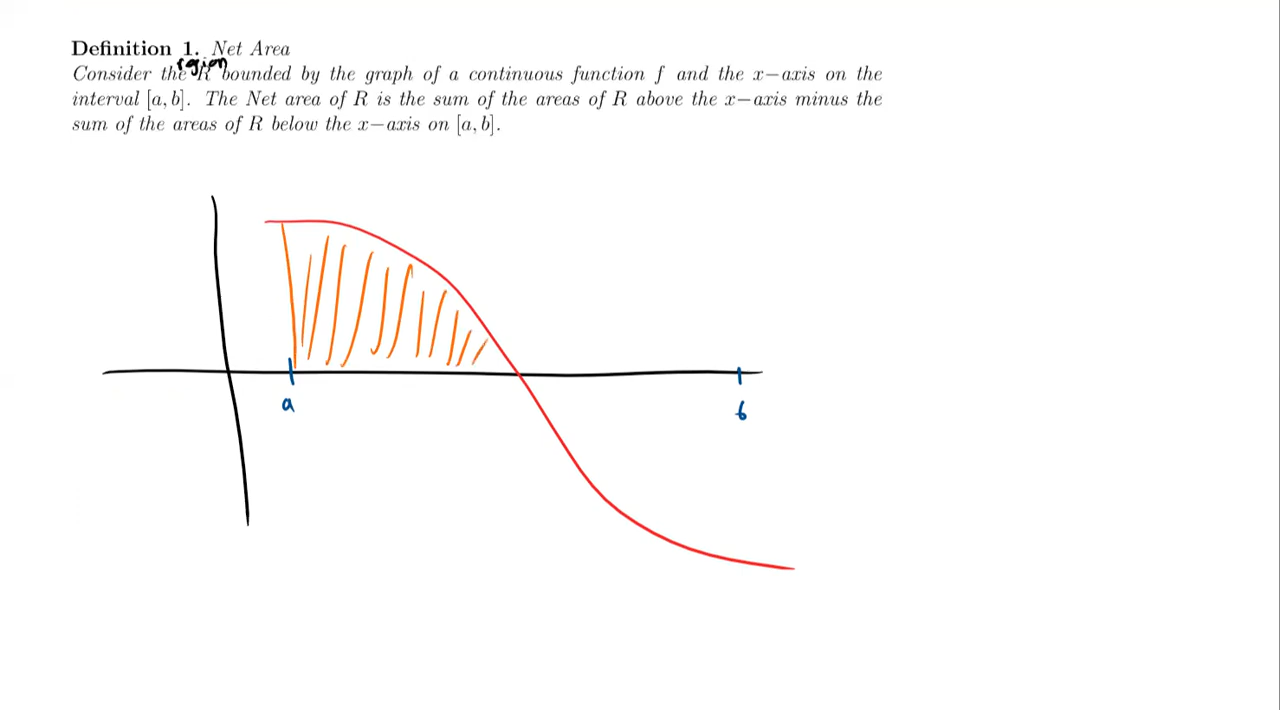 Definition 1. Net Area
region
Consider the R bounded by the graph of a continuous function f and the x−axis on the
interval [a, b]. The Net area of R is the sum of the areas of R above the x−axis minus the
sum of the areas of R below the x−axis on [a, b].
a
b